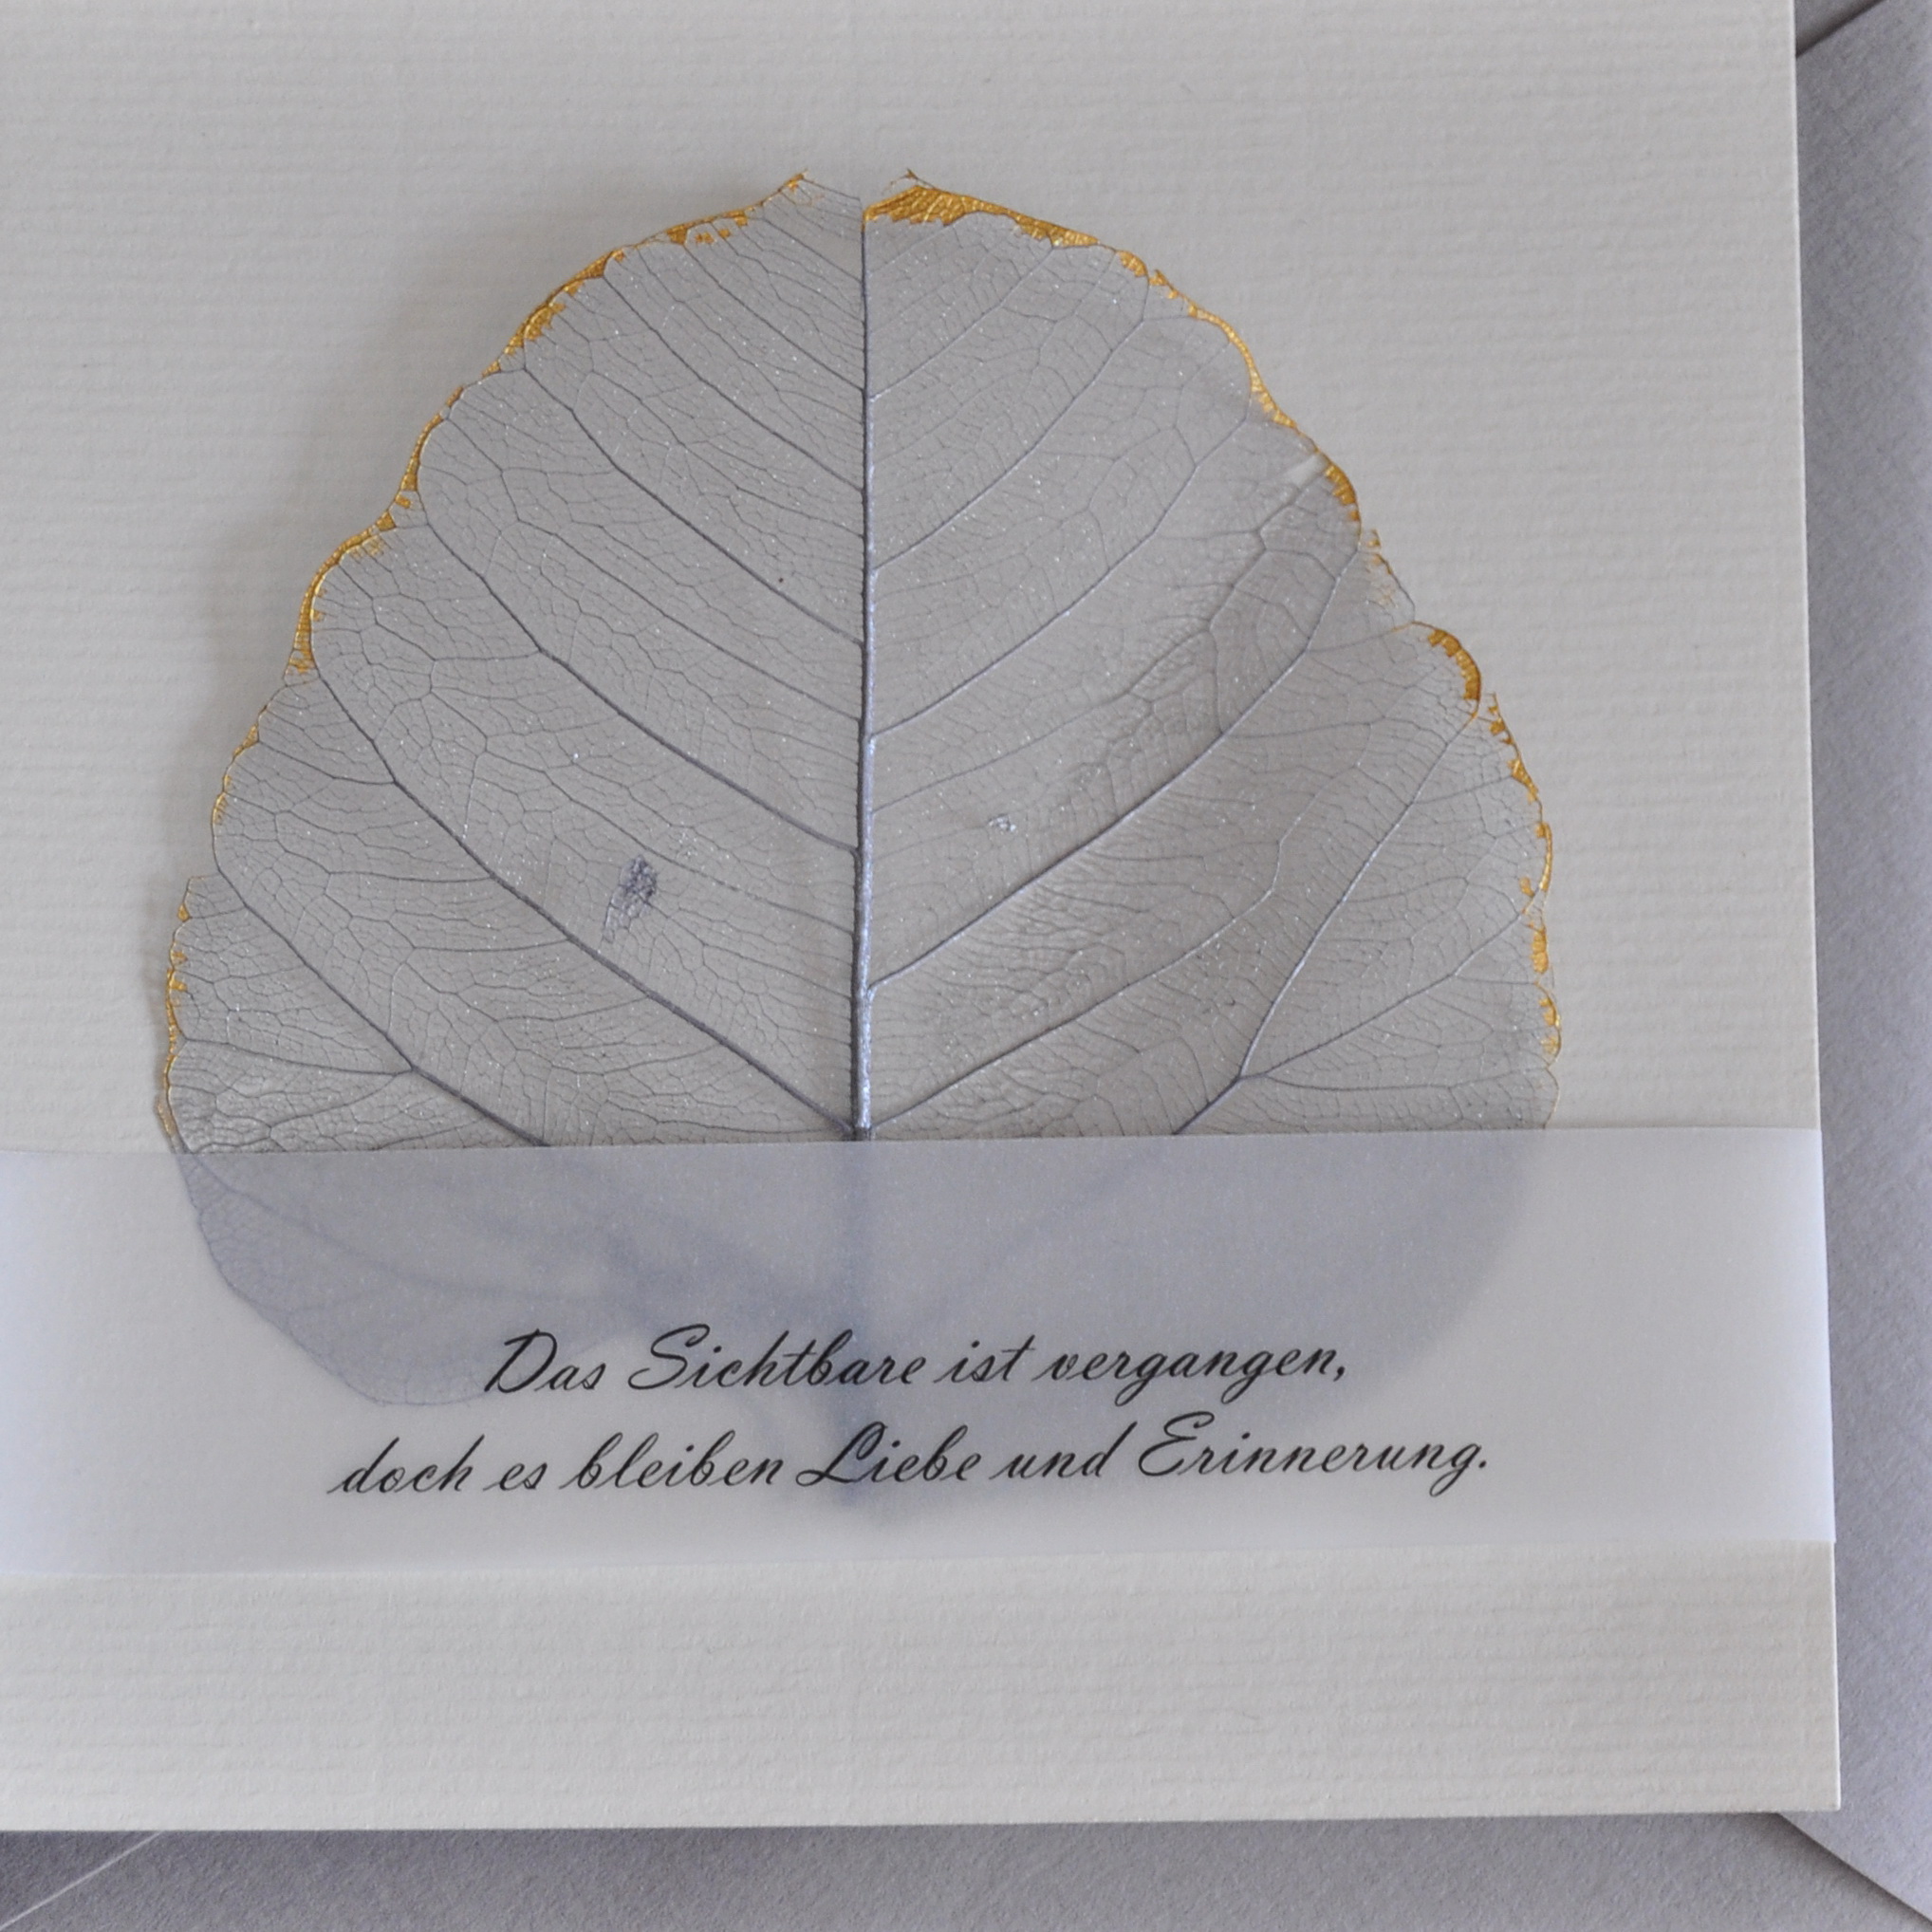 Das Sichtbare ist vergangen,
doch es bleiben Liebe und Erinnerung.